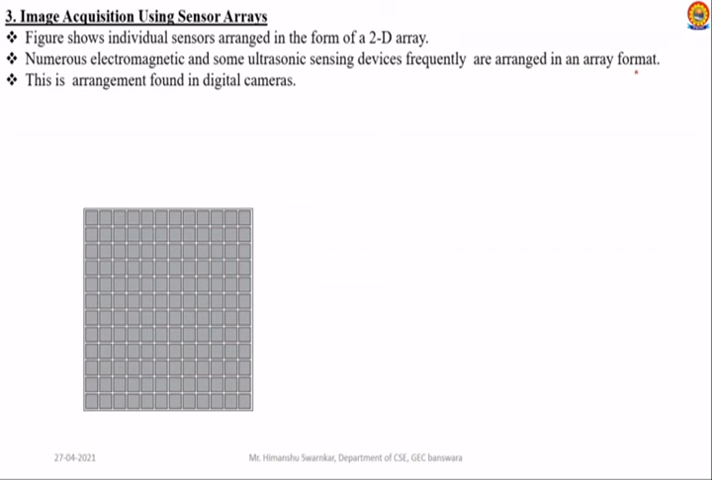 3. Image Acquisition Using Sensor Arrays
❖ Figure shows individual sensors arranged in the form of a 2-D array.
❖ Numerous electromagnetic and some ultrasonic sensing devices frequently are arranged in an array format.
❖ This is arrangement found in digital cameras.
27-04-2021
Mr. Himanshu Swarnkar, Department of CSE, GEC banswara